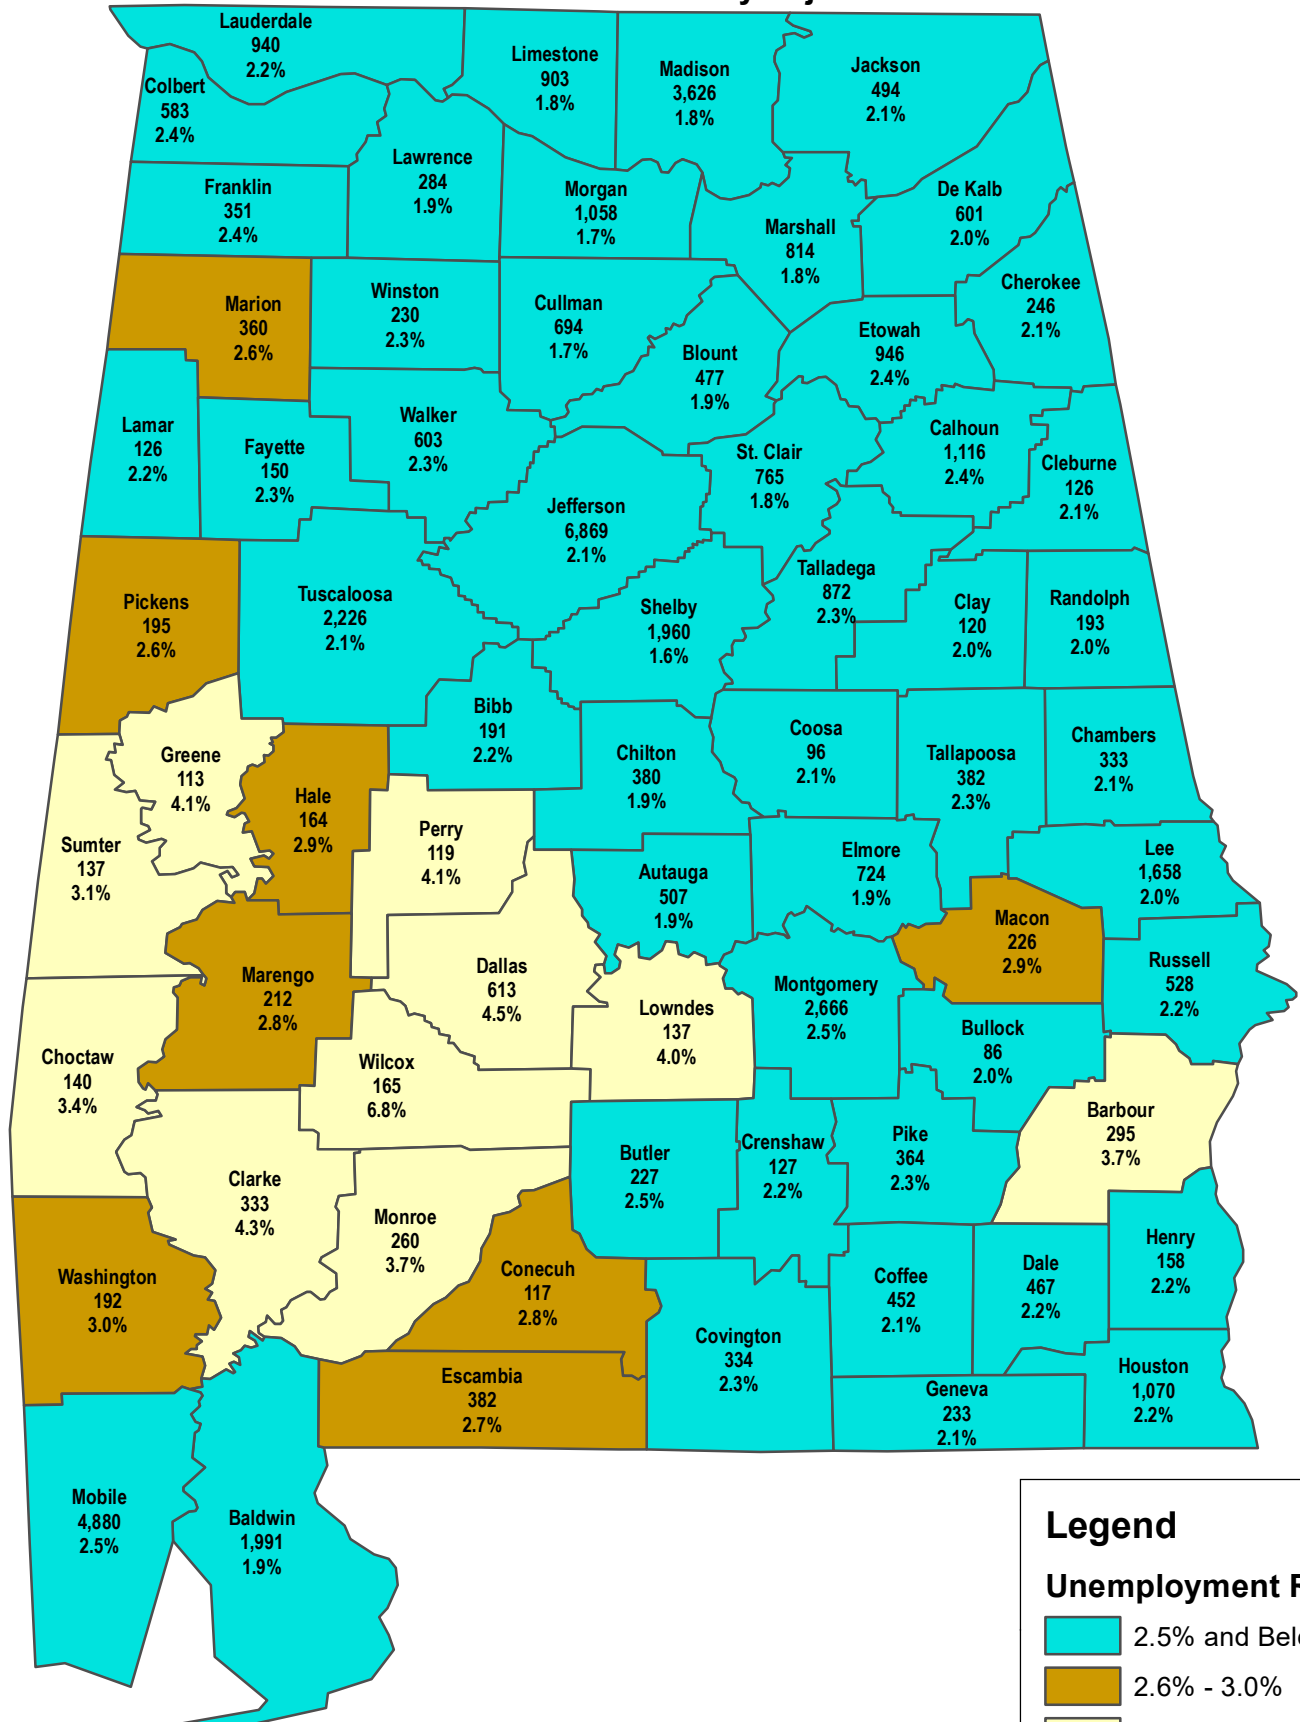 Lauderdale
940
2.2%
Limestone
903
1.8%
Madison
3,626
1.8%
Jackson
494
2.1%
Colbert
583
2.4%
Lawrence
284
1.9%
Franklin
351
2.4%
Morgan
1,058
1.7%
Marshall
814
1.8%
De Kalb
601
2.0%
Cherokee
246
2.1%
Marion
360
2.6%
Winston
230
2.3%
Cullman
694
1.7%
Blount
477
1.9%
Etowah
946
2.4%
Lamar
126
2.2%
Fayette
150
2.3%
Walker
603
2.3%
Jefferson
6,869
2.1%
St. Clair
765
1.8%
Calhoun
1,116
2.4%
Cleburne
126
2.1%
Pickens
195
2.6%
Tuscaloosa
2,226
2.1%
Shelby
1,960
1.6%
Talladega
872
2.3%
Clay
120
2.0%
Randolph
193
2.0%
Greene
113
4.1%
Bibb
191
2.2%
Chilton
380
1.9%
Coosa
96
2.1%
Tallapoosa
382
2.3%
Chambers
333
2.1%
Sumter
137
3.1%
Hale
164
2.9%
Perry
119
4.1%
Autauga
507
1.9%
Elmore
724
1.9%
Lee
1,658
2.0%
Macon
226
2.9%
Russell
528
2.2%
Marengo
212
2.8%
Dallas
613
4.5%
Lowndes
137
4.0%
Montgomery
2,666
2.5%
Bullock
86
2.0%
Choctaw
140
3.4%
Wilcox
165
6.8%
Barbour
295
3.7%
Clarke
333
4.3%
Butler
227
2.5%
Crenshaw
127
2.2%
Pike
364
2.3%
Monroe
260
3.7%
Conecuh
117
2.8%
Washington
192
3.0%
Covington
334
2.3%
Coffee
452
2.1%
Dale
467
2.2%
Henry
158
2.2%
Escambia
382
2.7%
Geneva
233
2.1%
Houston
1,070
2.2%
Mobile
4,880
2.5%
Baldwin
1,991
1.9%
Legend
Unemployment
2.5% and
2.6% - 3.0%